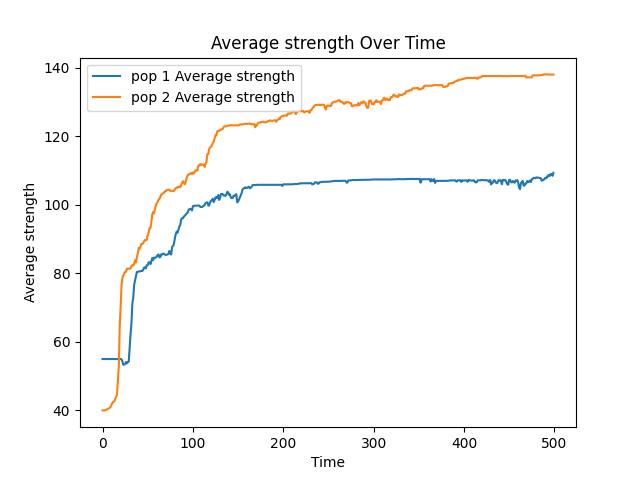 Average strength Over Time
pop 1 Average strength
pop 2 Average strength
Average strength
140
120
100
80
60
40
0 100 200 300 400 500
Time